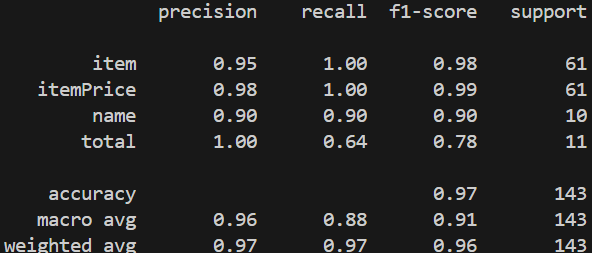 precision recall f1-score support
item 0.95 1.00 0.98 61
itemPrice 0.98 1.00 0.99 61
name 0.90 0.90 0.90 10
total 1.00 0.64 0.78 11
accuracy 0.97 143
macro avg 0.96 0.88 0.91 143
weighted avg 0.97 0.97 0.96 143